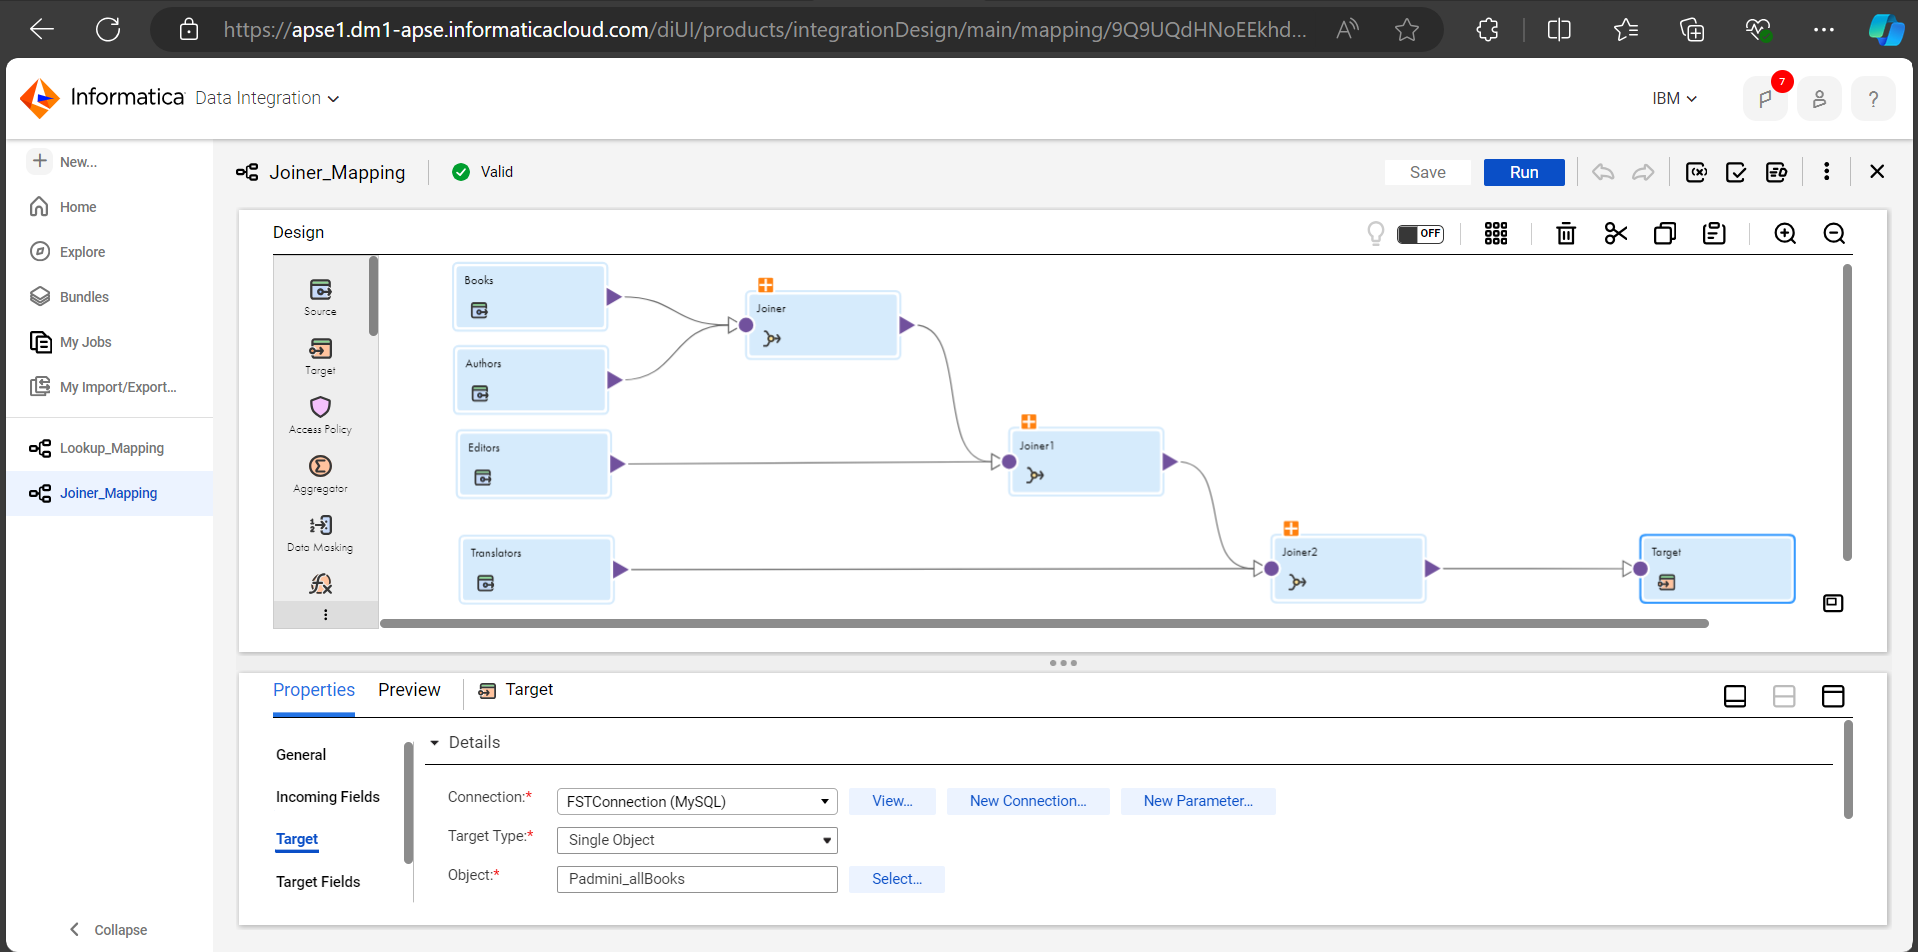 https://apse1.dm1-apse.informaticacloud.com/diUI/products/integrationDesign/main/mapping/9Q9UQdHNoEEkhd...
Informatica Data Integration
IBM
7
?
New...
Home
Explore
Bundles
My Jobs
My Import/Export...
Lookup_Mapping
Joiner_Mapping
Collapse
Joiner_Mapping
Valid
Save
Run
Design
OFF
Source
Target
Access Policy
Aggregator
Data Masking
Books
Authors
Editors
Translators
Joiner
Joiner1
Joiner2
Target
Properties
Preview
Target
General
Incoming Fields
Target
Target Fields
Details
Connection:* FSTConnection (MySQL) View... New Connection... New Parameter...
Target Type:* Single Object
Object:* Padmini_allBooks Select...